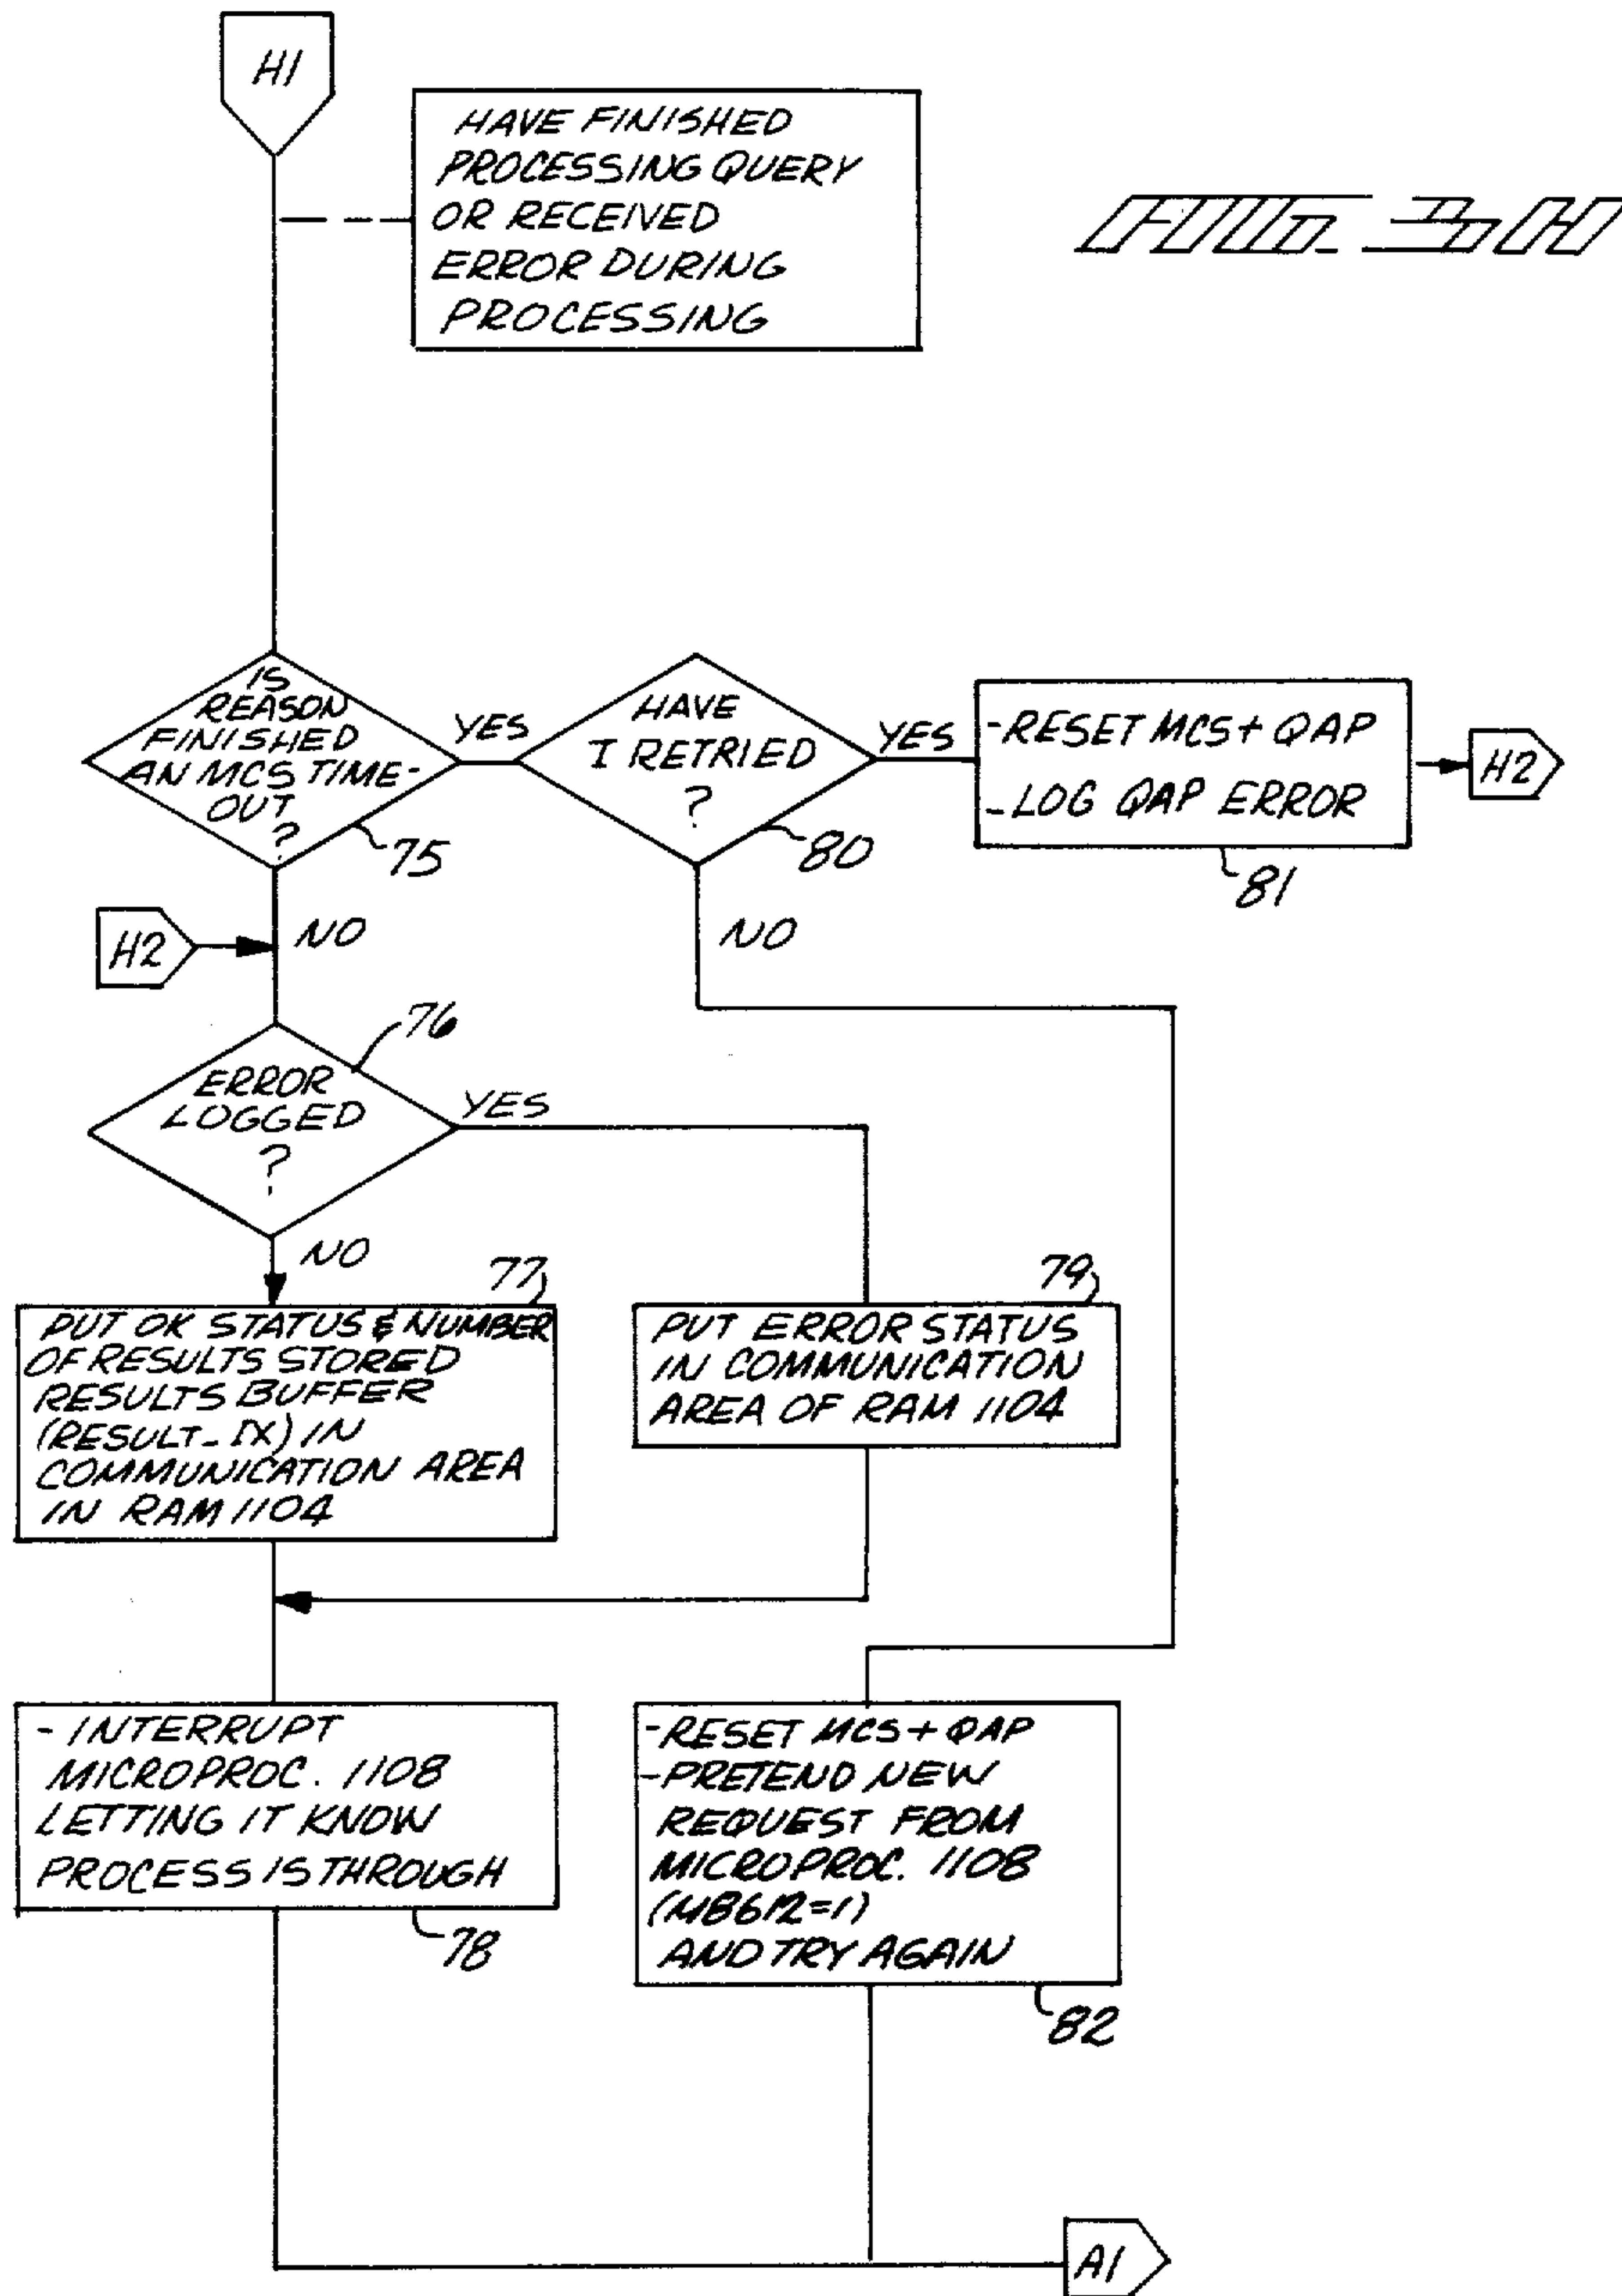 H1
HAVE FINISHED
PROCESSING QUERY
OR RECEIVED
ERROR DURING
PROCESSING
FIG. 3H
IS
REASON
FINISHED
AN MCS TIME-
OUT
?
75
YES
HAVE
I RETRIED
?
80
YES
-RESET MCS+ QAP
-LOG QAP ERROR
81
H2
H2
NO
NO
76
ERROR
LOGGED
?
YES
NO
77
PUT OK STATUS & NUMBER
OF RESULTS STORED
RESULTS BUFFER
(RESULT_IX) IN
COMMUNICATION AREA
IN RAM 1104
79
PUT ERROR STATUS
IN COMMUNICATION
AREA OF RAM 1104
- INTERRUPT
MICROPROC. 1108
LETTING IT KNOW
PROCESS IS THROUGH
78
-RESET MCS+QAP
-PRETEND NEW
REQUEST FROM
MICROPROC. 1108
AND TRY AGAIN
82
A1